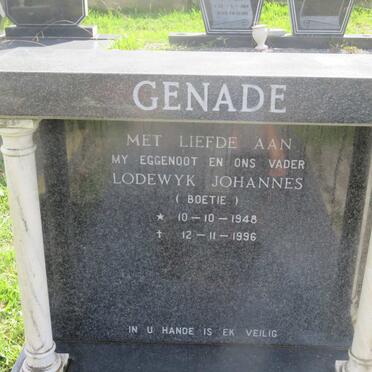 GENADE
MET LIEFDE AAN
MY EGGENOOT EN ONS VADER
LODEWYK JOHANNES
( BOETIE )
★ 10-10-1948
† 12-11-1996
IN U HANDE IS EK VEILIG